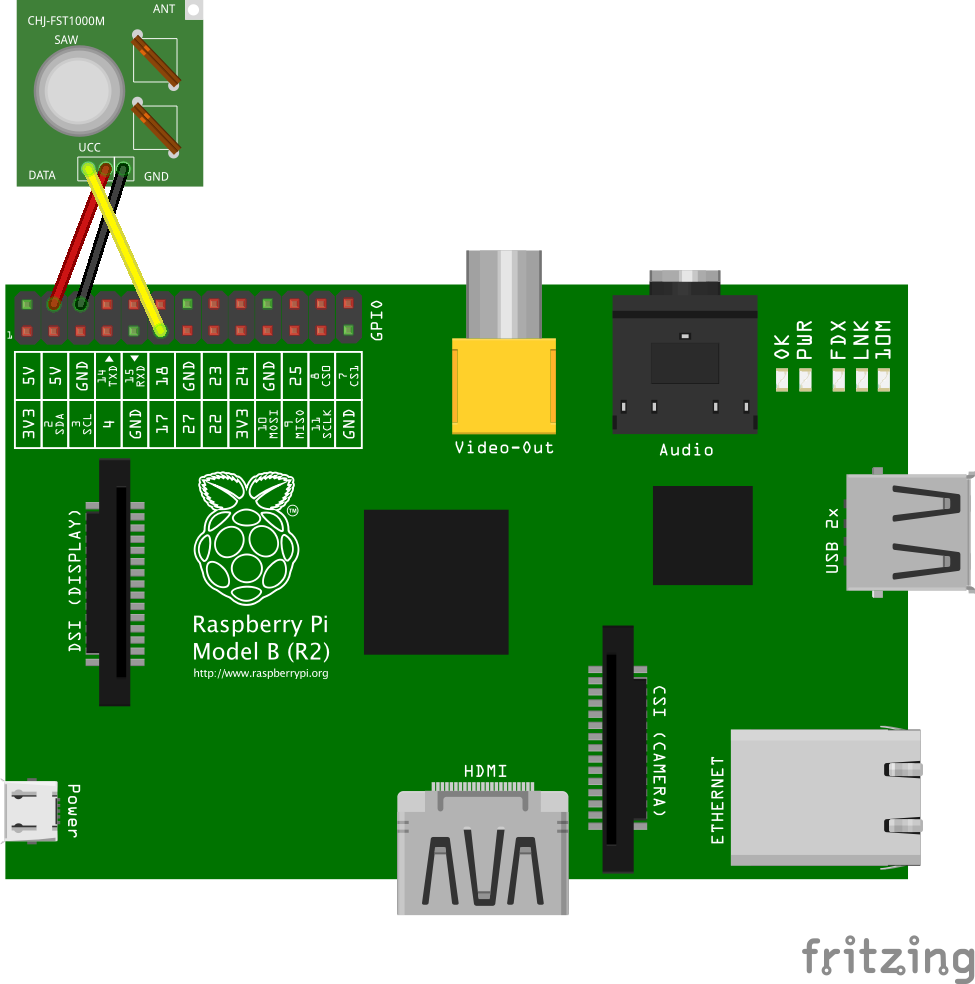 CHJ-FST1000M
ANT
SAW
UCC
DATA
GND
1
GPIO
5V 5V GND 14 TXD 15 RXD 18 GND 23 24 GND 25 8 CS0 7 CS1
3V3 2 SDA 3 SCL 4 GND 17 27 22 3V3 10 MOSI 9 MISO 11 SCLK GND
OK
PWR
FDX
LNK
10M
Video-Out
Audio
DSI (DISPLAY)
TM
Raspberry Pi
Model B (R2)
http://www.raspberrypi.org
USB 2x
CSI (CAMERA)
Power
HDMI
ETHERNET
fritzing